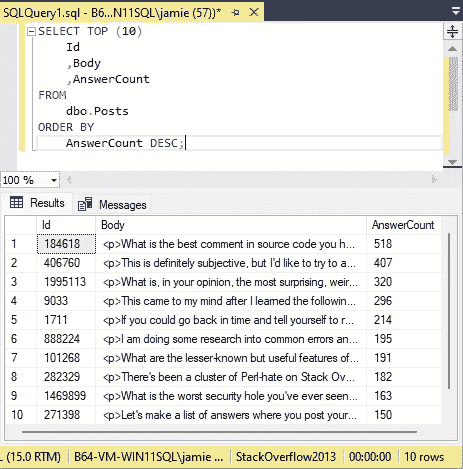 SQLQuery1.sql - B6...N11SQL\jamie (57))*
SELECT TOP (10)
Id
,Body
,AnswerCount
FROM
dbo.Posts
ORDER BY
AnswerCount DESC;
100 %
Results Messages
Id Body AnswerCount
1 184618 <p>What is the best comment in source code you h... 518
2 406760 <p>This is definitely subjective, but I'd like to try to a... 407
3 1995113 <p>What is, in your opinion, the most surprising, weir... 320
4 9033 <p>This came to my mind after I learned the followin... 296
5 1711 <p>If you could go back in time and tell yourself to r... 214
6 888224 <p>I am doing some research into common errors an... 195
7 101268 <p>What are the lesser-known but useful features of... 191
8 282329 <p>There's been a cluster of Perl-hate on Stack Ov... 182
9 1469899 <p>What is the worst security hole you've ever seen... 163
10 271398 <p>Let's make a list of answers where you post your... 150
(15.0 RTM) B64-VM-WIN11SQL\jamie ... StackOverflow2013 00:00:00 10 rows